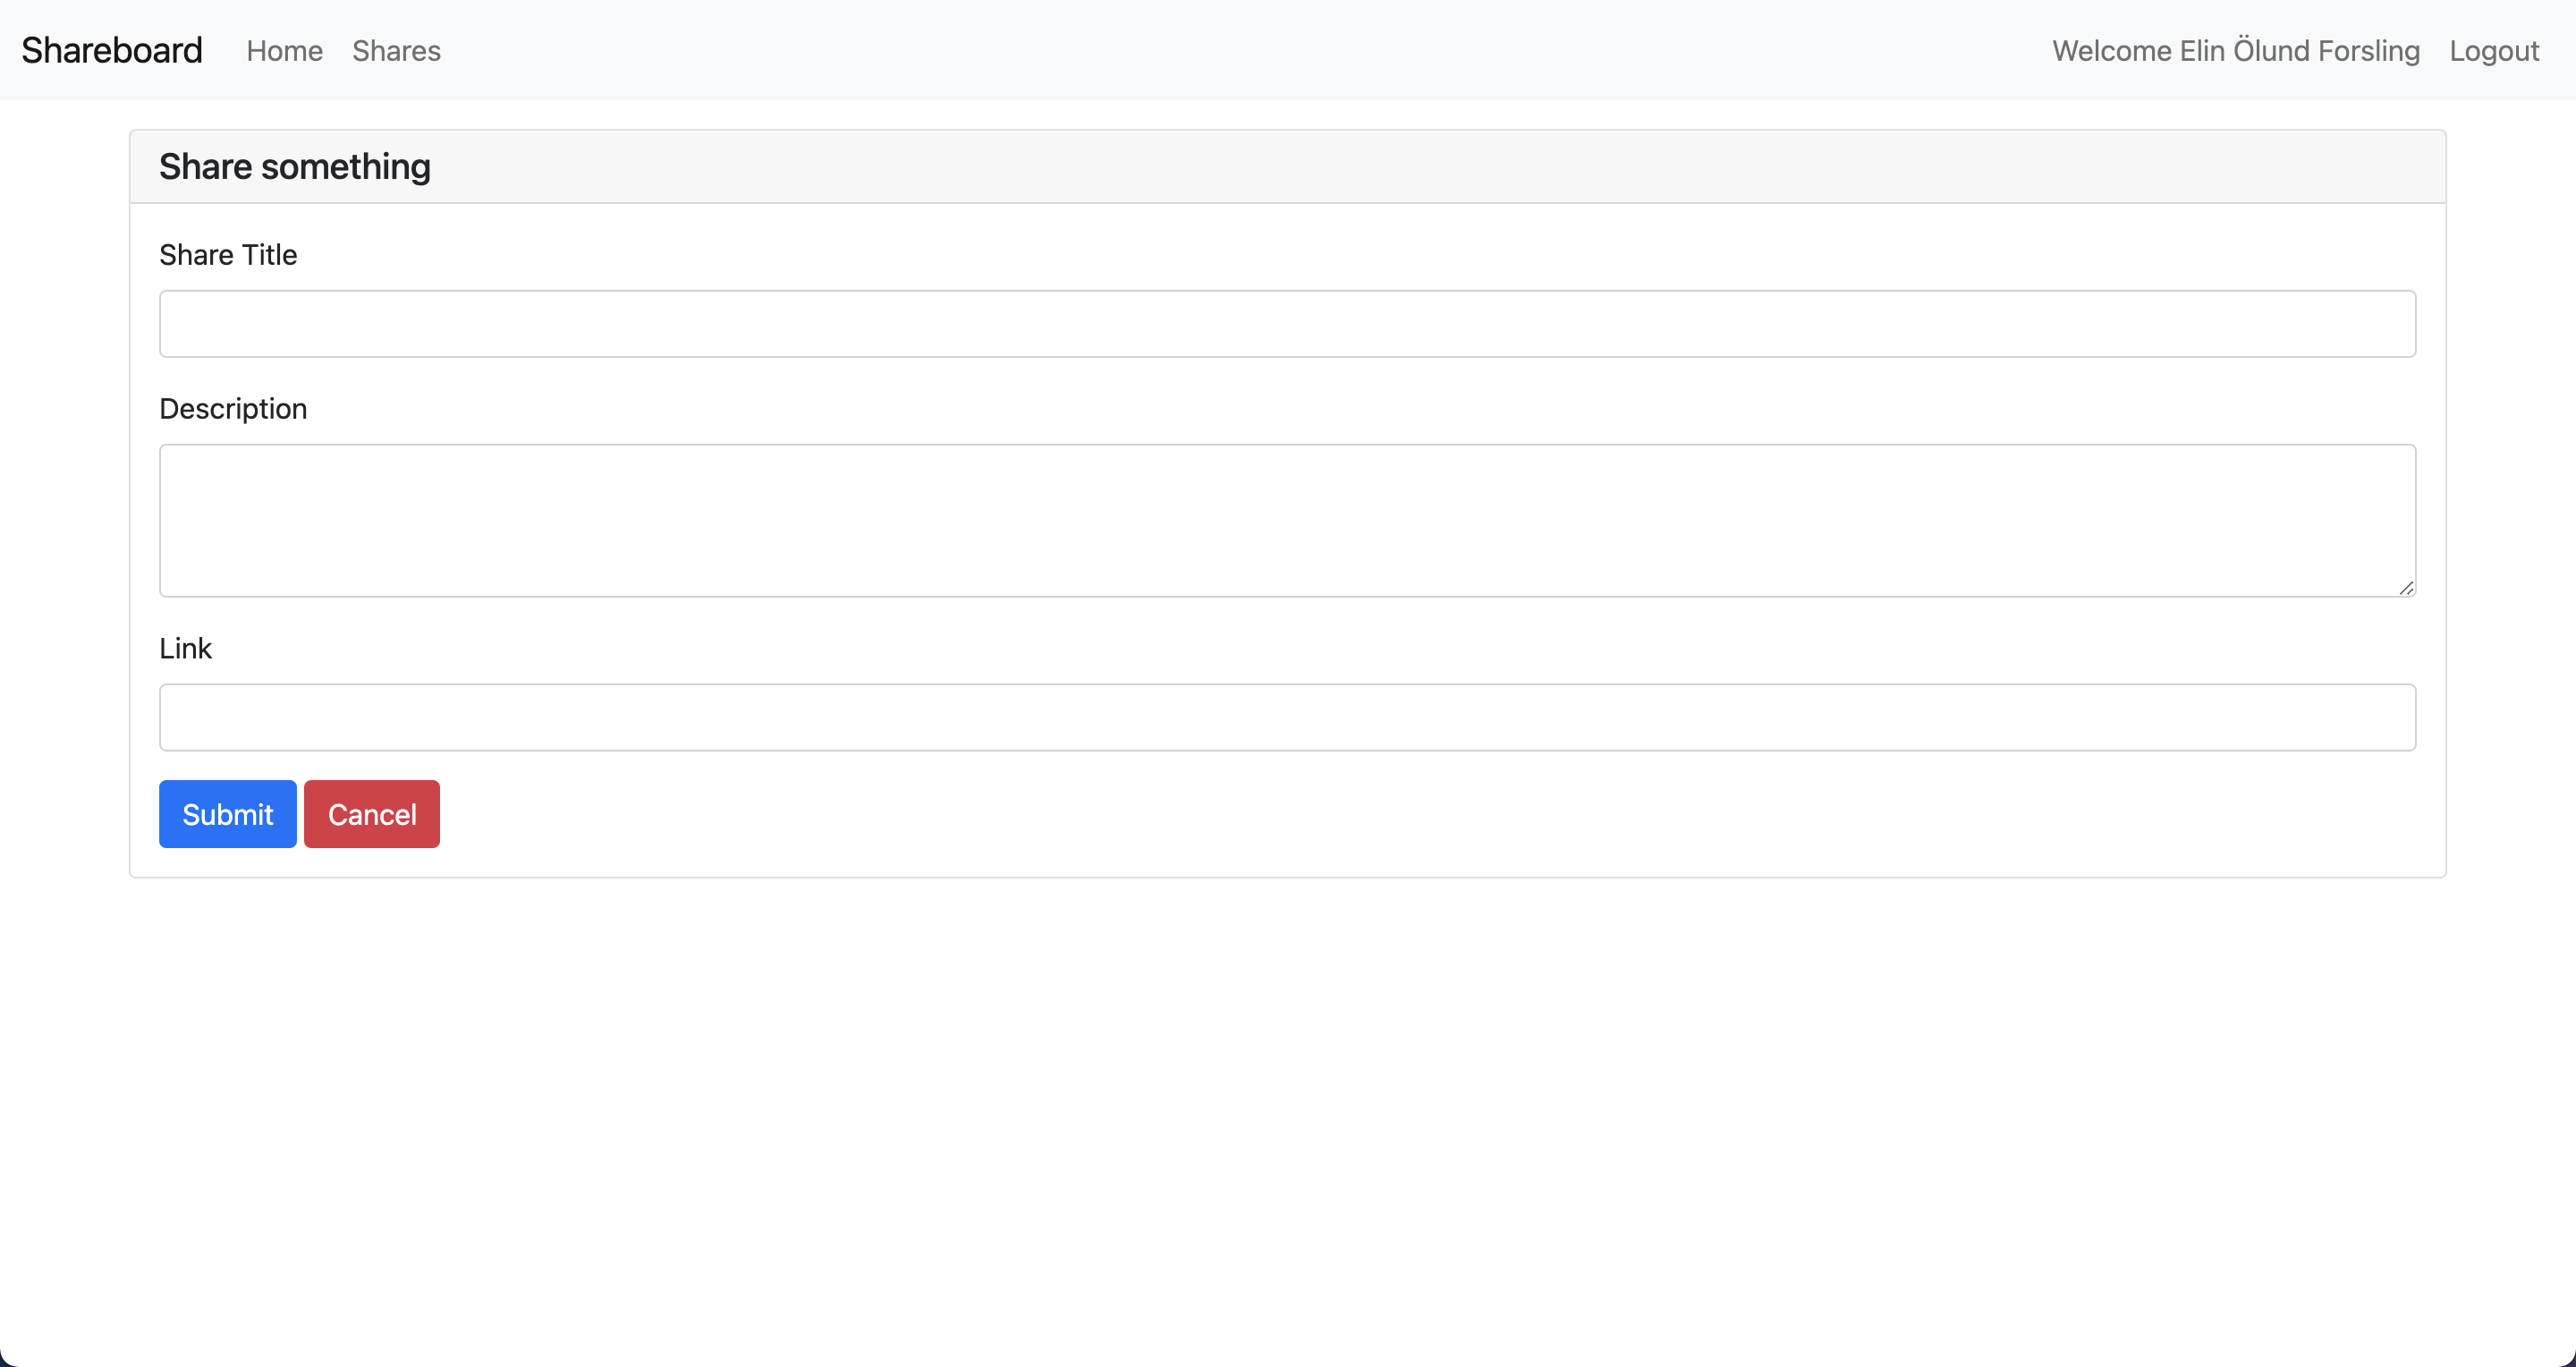 Shareboard Home Shares Welcome Elin Ölund Forsling Logout
Share something
Share Title
Description
Link
Submit Cancel